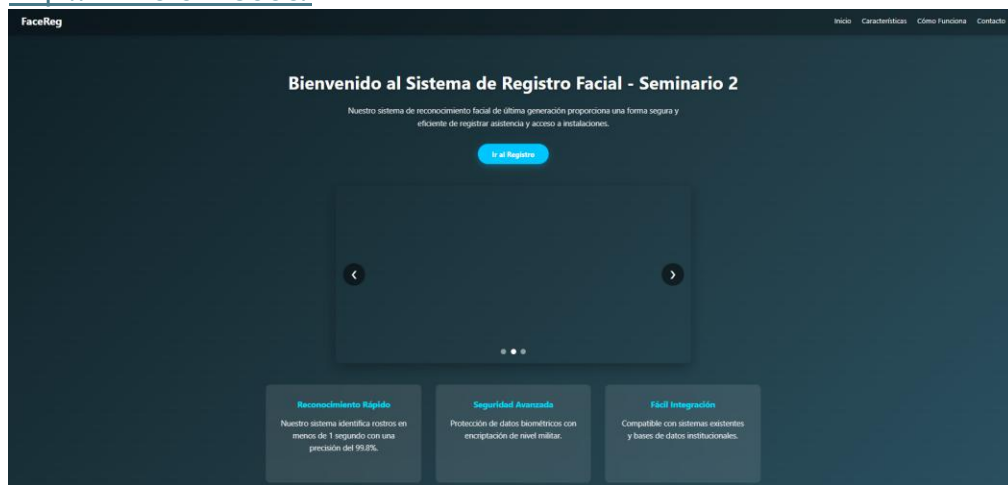 FaceReg
Inicio Características Cómo Funciona Contacto
Bienvenido al Sistema de Registro Facial - Seminario 2
Nuestro sistema de reconocimiento facial de última generación proporciona una forma segura y
eficiente de registrar asistencia y acceso a instalaciones.
Ir al Registro
Reconocimiento Rápido
Nuestro sistema identifica rostros en
menos de 1 segundo con una
precisión del 99.8%.
Seguridad Avanzada
Protección de datos biométricos con
encriptación de nivel militar.
Fácil Integración
Compatible con sistemas existentes
y bases de datos institucionales.